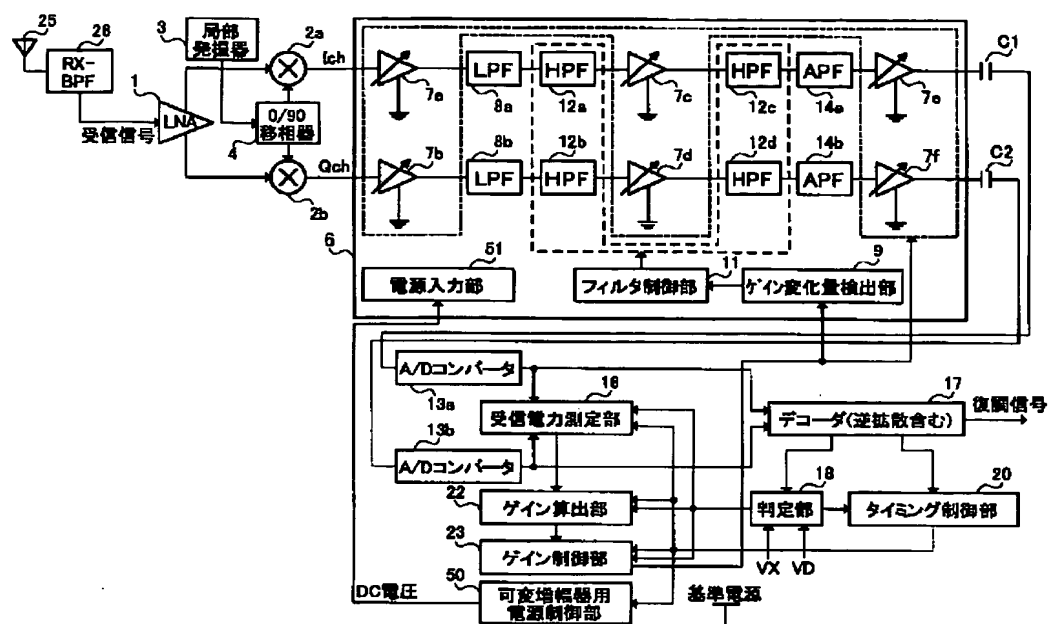 25
28
RX-
BPF
3
局部
発振器
2a
Ich
1
LNA
受信信号
4
0/90
移相器
Qch
2b
7a
LPF
8a
HPF
12a
7c
HPF
12c
APF
14a
7e
C1
7b
8b
LPF
12b
HPF
7d
12d
HPF
14b
APF
7f
C2
6
51
電源入力部
11
フィルタ制御部
9
ゲイン変化量検出部
A/Dコンバータ
13a
16
受信電力測定部
17
デコーダ(逆拡散含む)
復調信号
13b
A/Dコンバータ
22
ゲイン算出部
18
判定部
20
タイミング制御部
23
ゲイン制御部
VX
VD
DC電圧
50
可変増幅器用
電源制御部
基準電源